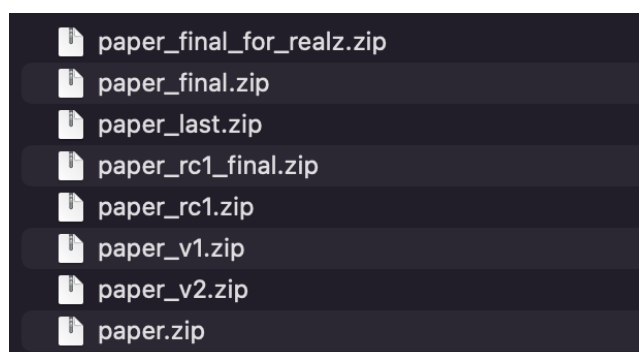 paper_final_for_realz.zip
paper_final.zip
paper_last.zip
paper_rc1_final.zip
paper_rc1.zip
paper_v1.zip
paper_v2.zip
paper.zip